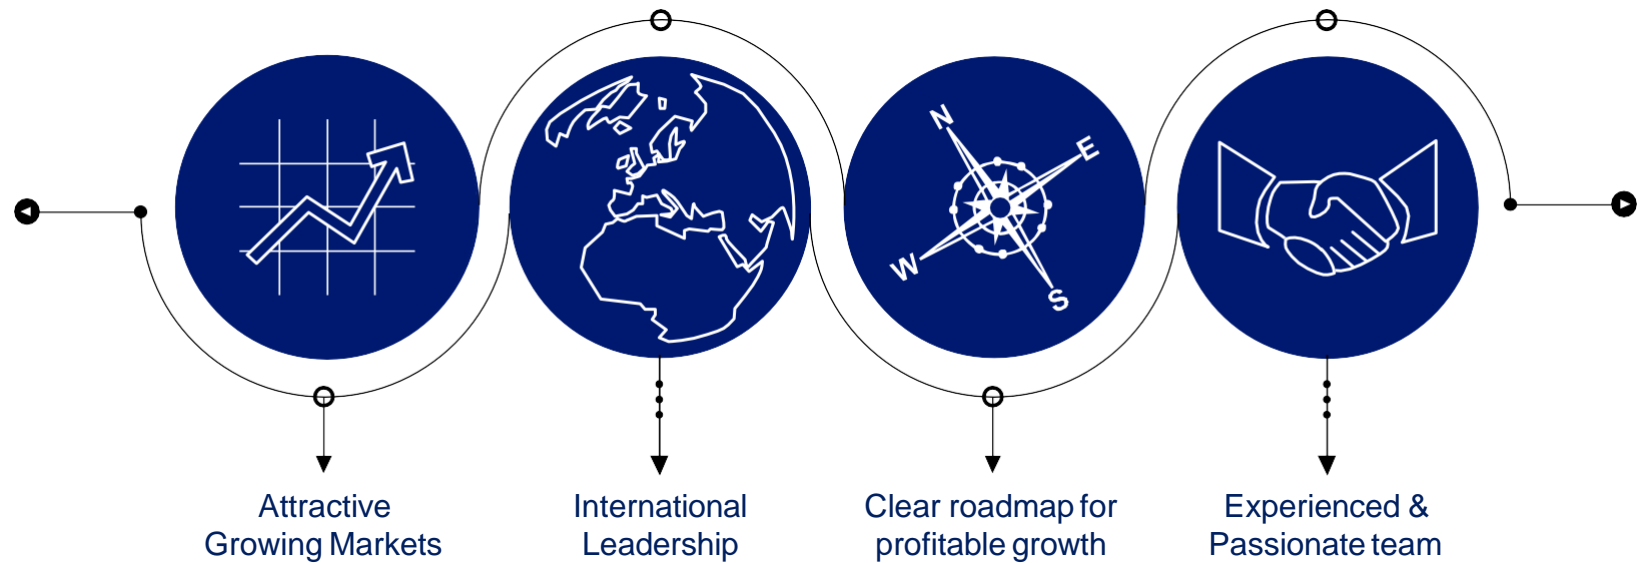 N
E
W
S
Attractive
Growing Markets
International
Leadership
Clear roadmap for
profitable growth
Experienced &
Passionate team